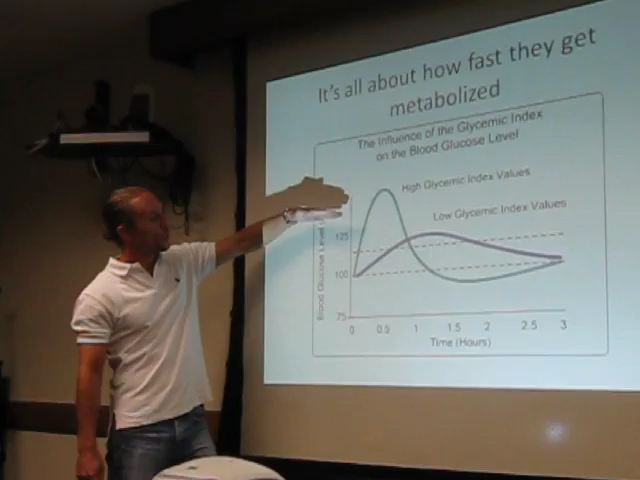 It's all about how fast they get
metabolized
The Influence of the Glycemic Index
on the Blood Glucose Level
High Glycemic Index Values
Low Glycemic Index Values
Blood Glucose Level
125
100
75
0 0.5 1 1.5 2 2.5 3
Time (Hours)